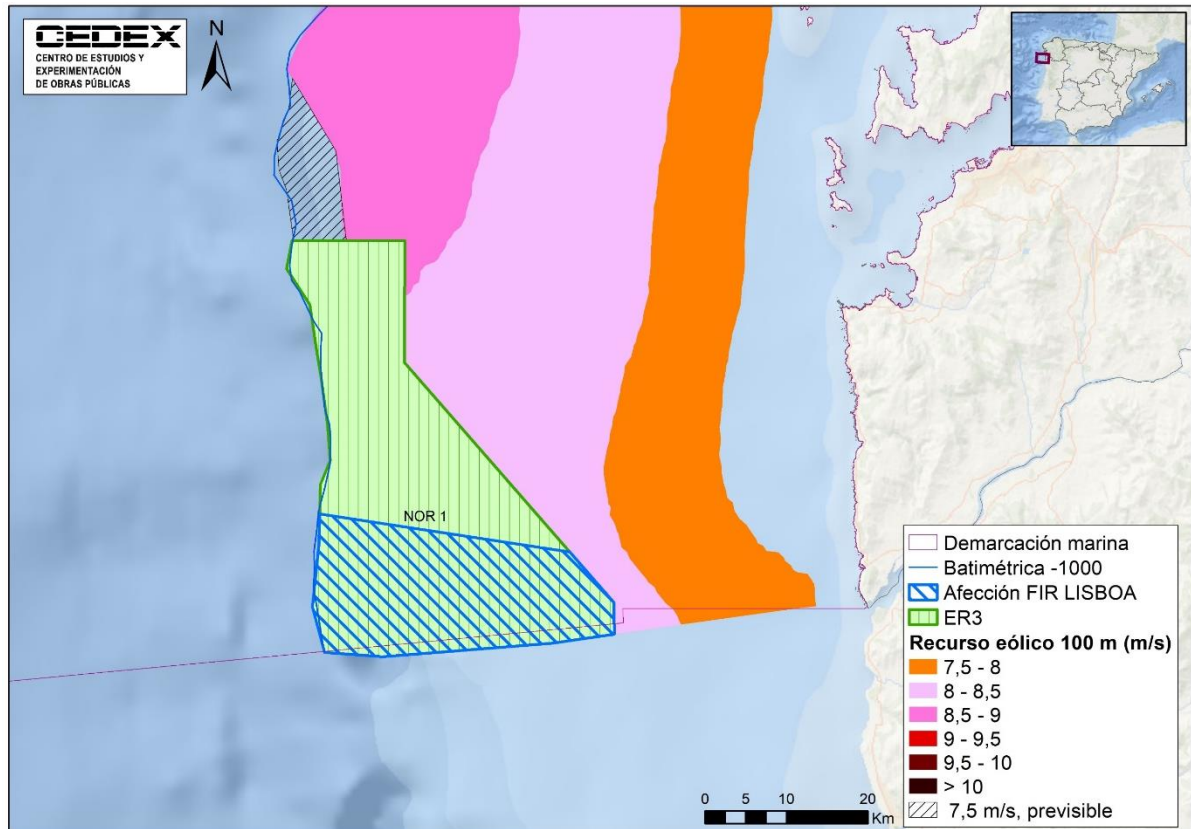 CEDEX
CENTRO DE ESTUDIOS Y
EXPERIMENTACIÓN
DE OBRAS PÚBLICAS
N
NOR 1
Demarcación marina
Batimétrica -1000
Afección FIR LISBOA
ER3
Recurso eólico 100 m (m/s)
7,5 - 8
8 - 8,5
8,5 - 9
9 - 9,5
9,5 - 10
> 10
7,5 m/s, previsible
0 5 10 20
Km